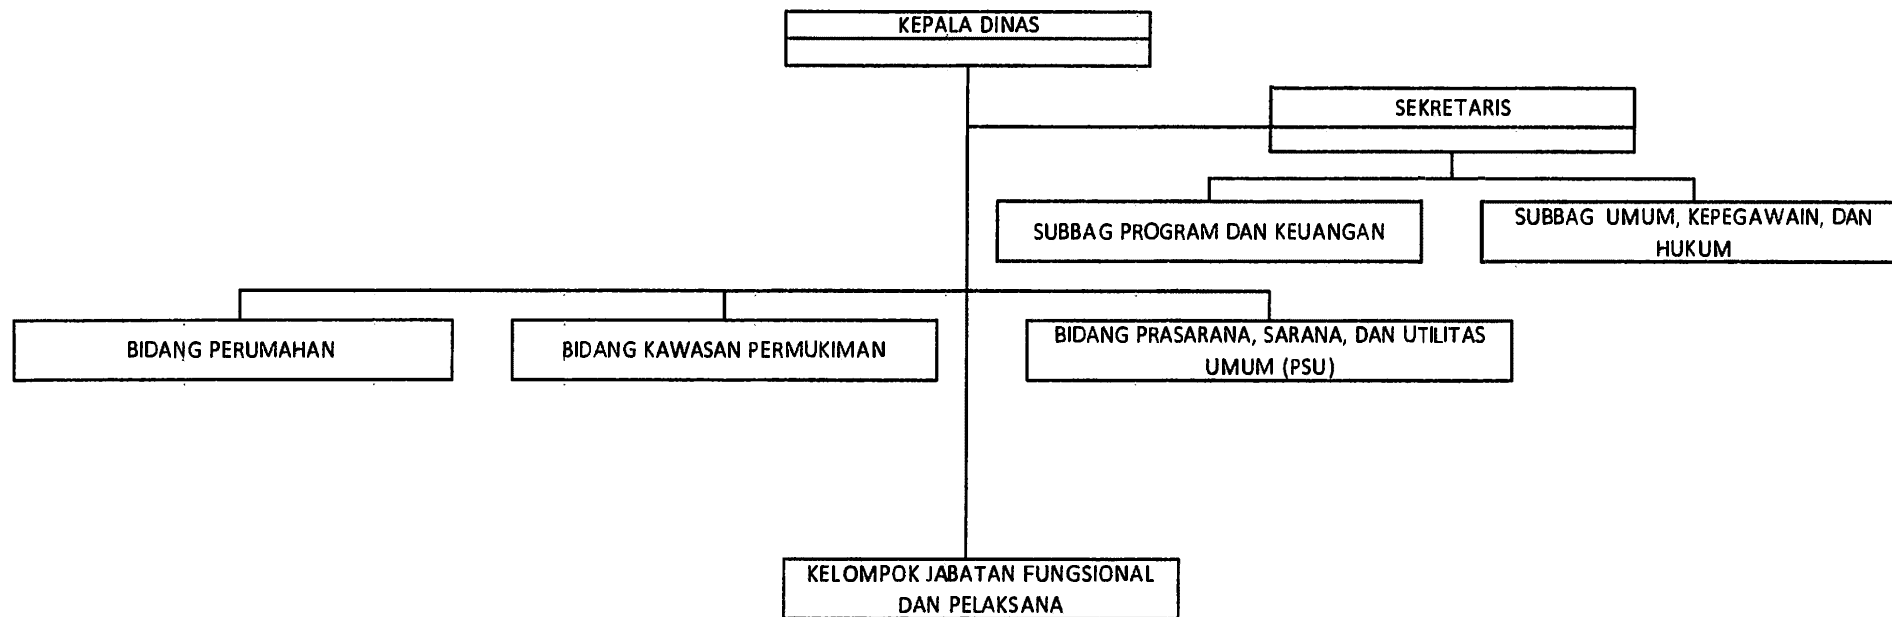 KEPALA DINAS
SEKRETARIS
SUBBAG PROGRAM DAN KEUANGAN
SUBBAG UMUM, KEPEGAWAIN, DAN
HUKUM
BIDANG PERUMAHAN
BIDANG KAWASAN PERMUKIMAN
BIDANG PRASARANA, SARANA, DAN UTILITAS
UMUM (PSU)
KELOMPOK JABATAN FUNGSIONAL
DAN PELAKSANA